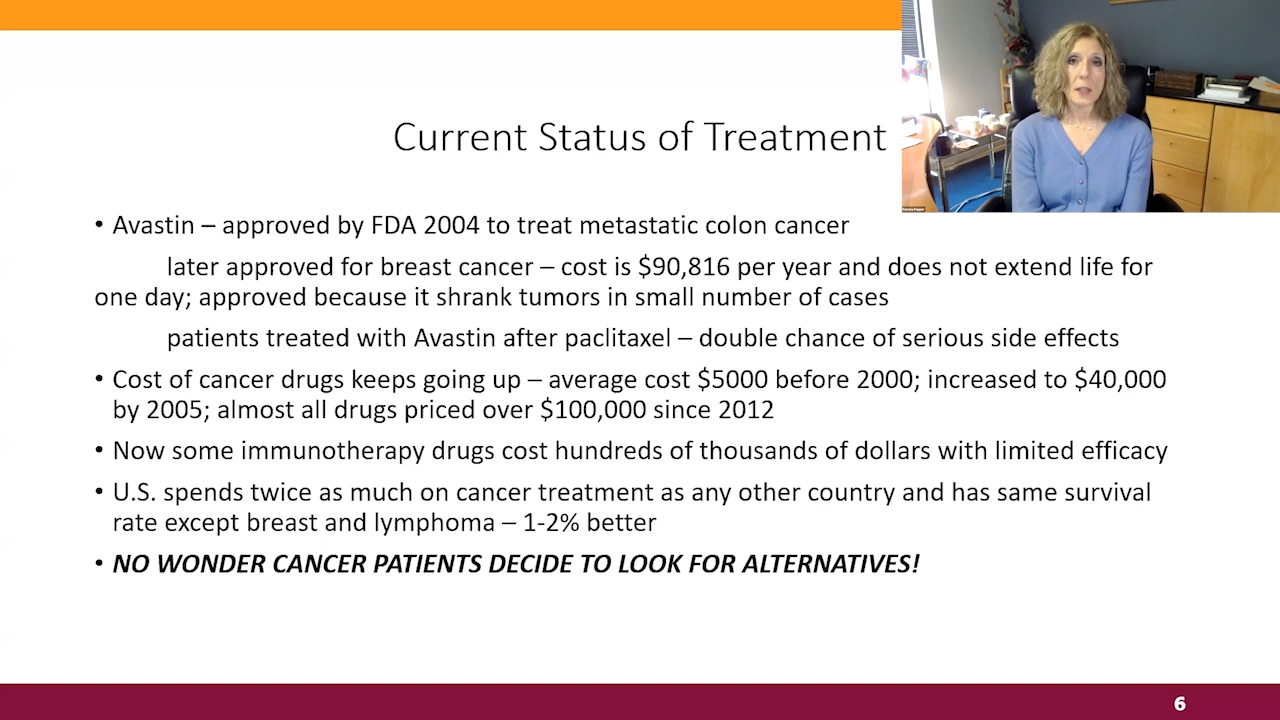 Current Status of Treatment
• Avastin – approved by FDA 2004 to treat metastatic colon cancer
later approved for breast cancer – cost is $90,816 per year and does not extend life for
one day; approved because it shrank tumors in small number of cases
patients treated with Avastin after paclitaxel – double chance of serious side effects
• Cost of cancer drugs keeps going up – average cost $5000 before 2000; increased to $40,000
by 2005; almost all drugs priced over $100,000 since 2012
• Now some immunotherapy drugs cost hundreds of thousands of dollars with limited efficacy
• U.S. spends twice as much on cancer treatment as any other country and has same survival
rate except breast and lymphoma – 1-2% better
• NO WONDER CANCER PATIENTS DECIDE TO LOOK FOR ALTERNATIVES!
6